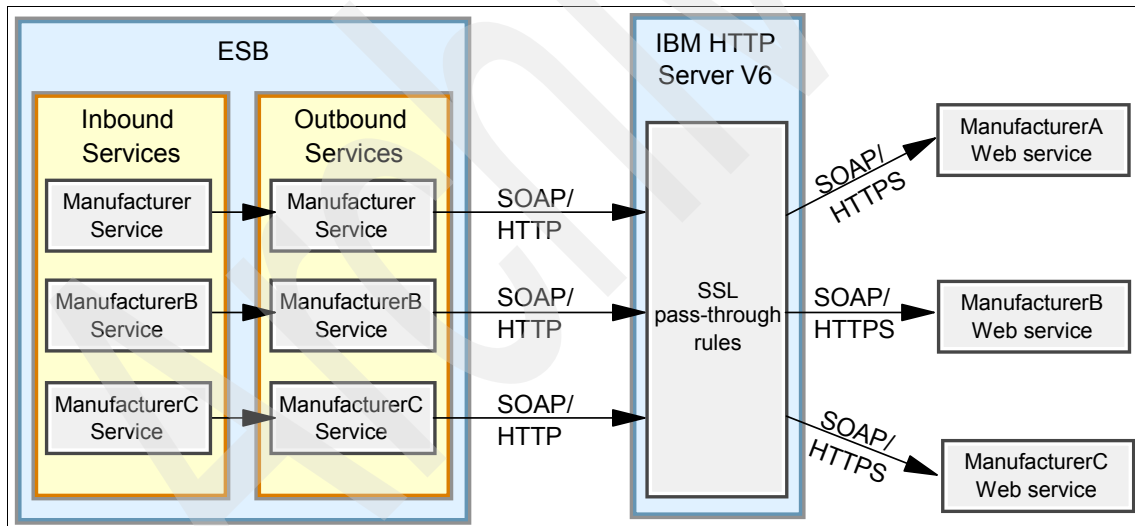 ESB
Inbound
Services
Outbound
Services
Manufacturer
Service
Manufacturer
Service
ManufacturerB
Service
ManufacturerB
Service
ManufacturerC
Service
ManufacturerC
Service
SOAP/
HTTP
SOAP/
HTTP
SOAP/
HTTP
IBM HTTP
Server V6
SSL
pass-through
rules
SOAP/
HTTPS
SOAP/
HTTPS
SOAP/
HTTPS
ManufacturerA
Web service
ManufacturerB
Web service
ManufacturerC
Web service